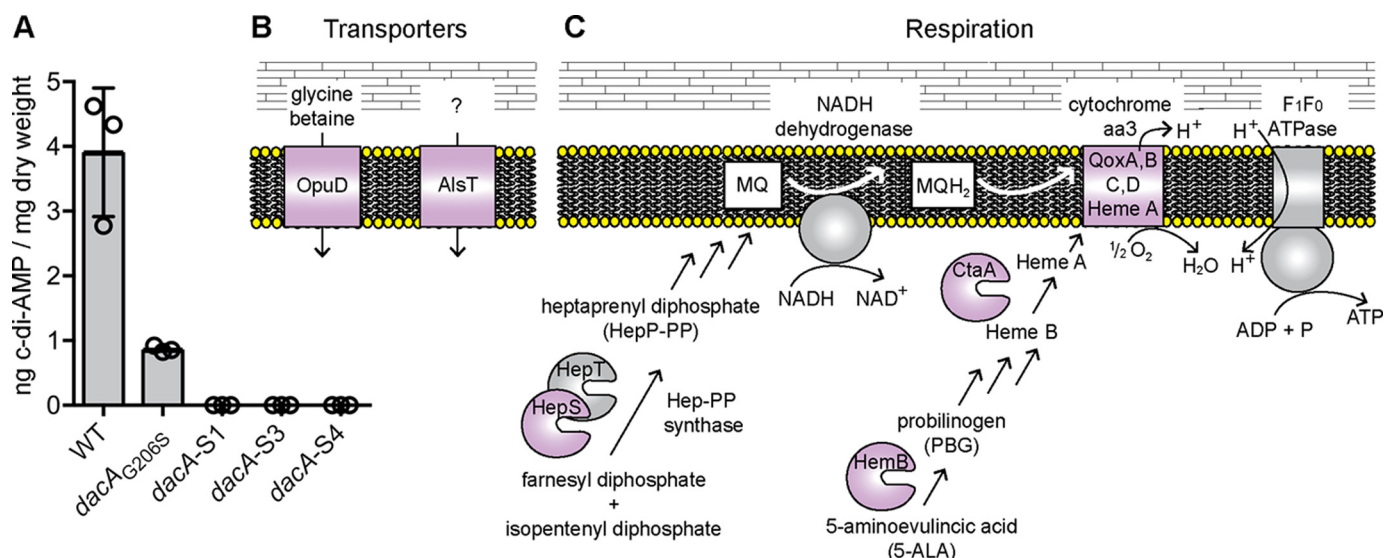 A
ng c-di-AMP / mg dry weight
5
4
3
2
1
0
WT
dacA G206S
dacA-S1
dacA-S3
dacA-S4
B
Transporters
glycine
betaine
?
OpuD
AlsT
C
Respiration
NADH
dehydrogenase
cytochrome
aa3
H+
H+
F1F0
ATPase
MQ
MQH2
QoxA,B
C,D
Heme A
½ O2
H2O
H+
NADH
NAD+
ADP + P
ATP
CtaA
Heme A
Heme B
heptaprenyl diphosphate
(HepP-PP)
HepT
HepS
Hep-PP
synthase
farnesyl diphosphate
+
isopentenyl diphosphate
probilinogen
(PBG)
HemB
5-aminoevulincic acid
(5-ALA)